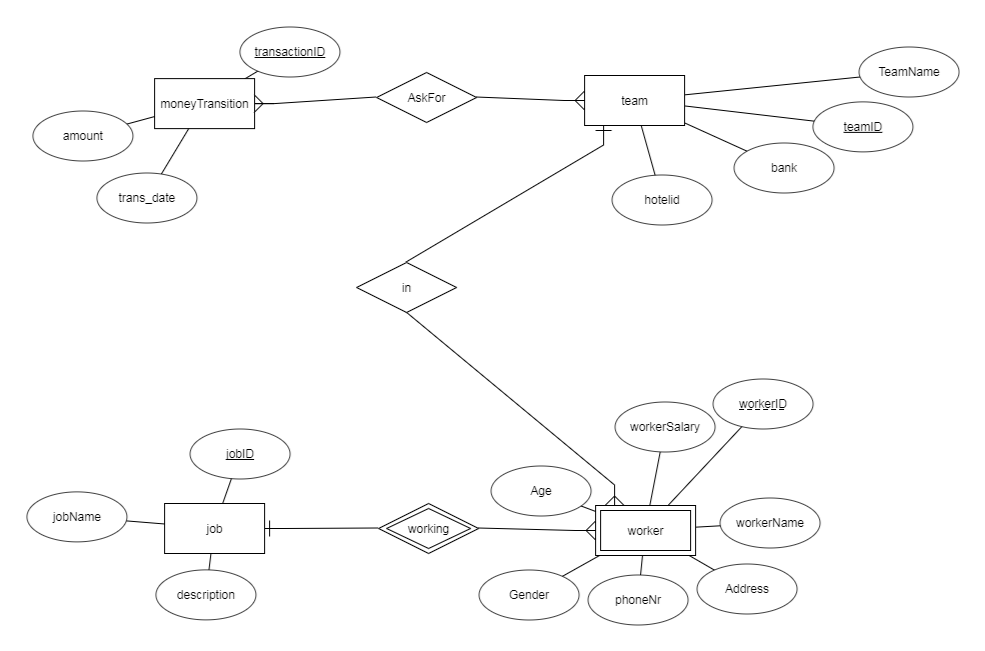 transactionID
moneyTransition
AskFor
team
TeamName
amount
teamID
trans_date
bank
hotelid
in
workerID
workerSalary
jobID
Age
jobName
job
working
worker
workerName
description
Gender
phoneNr
Address